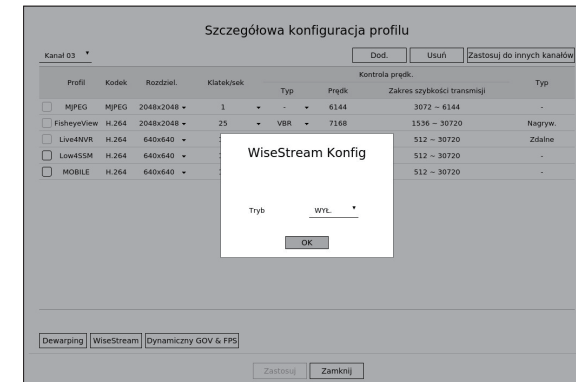 Szczegółowa konfiguracja profilu
Kanał 03
Dod. Usuń Zastosuj do innych kanałów
Profil Kodek Rozdziel. Klatek/sek Kontrola prędk. Typ
Typ Prędk Zakres szybkości transmisji
MJPEG MJPEG 2048x2048 1 - 6144 3072 ~ 6144 -
FisheyeView H.264 2048x2048 25 VBR 7168 1536 ~ 30720 Nagryw.
Live4NVR H.264 640x640 512 ~ 30720 Zdalne
Low4SSM H.264 640x640 512 ~ 30720 -
MOBILE H.264 640x640 512 ~ 30720 -
WiseStream Konfig
Tryb WYŁ.
OK
Dewarping WiseStream Dynamiczny GOV & FPS
Zastosuj Zamknij